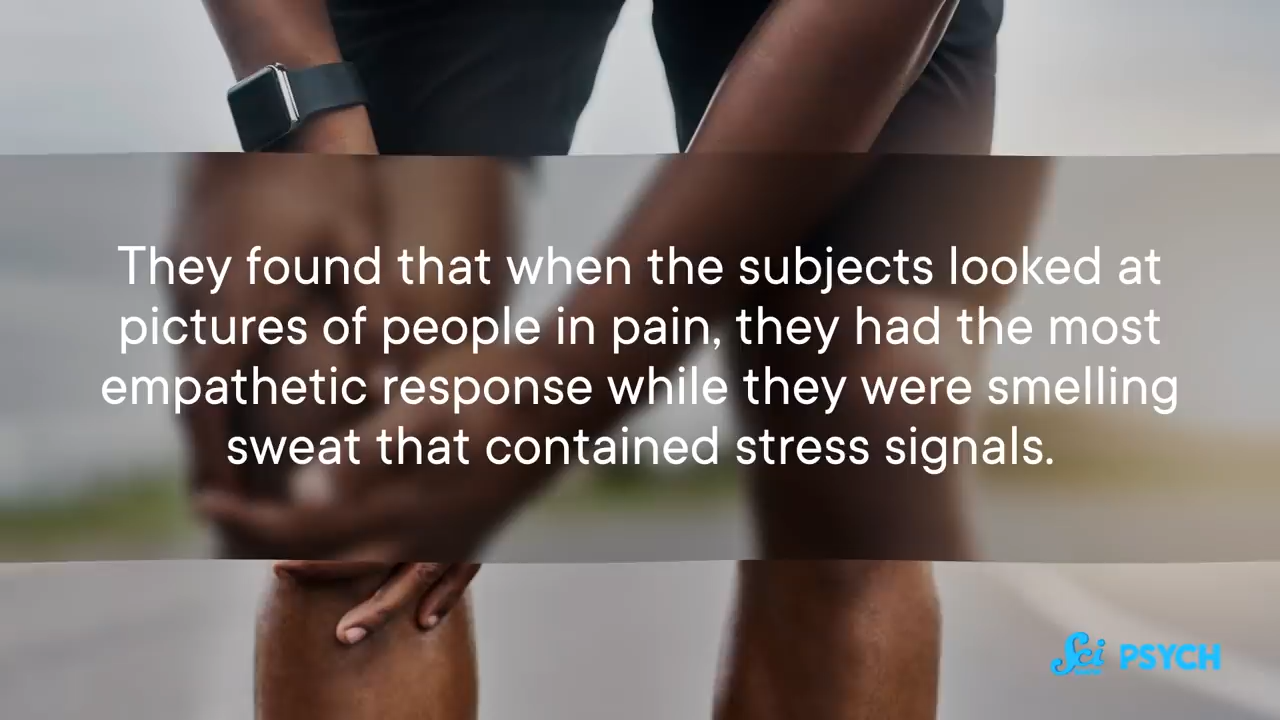 They found that when the subjects looked at
pictures of people in pain, they had the most
empathetic response while they were smelling
sweat that contained stress signals.
Sci PSYCH